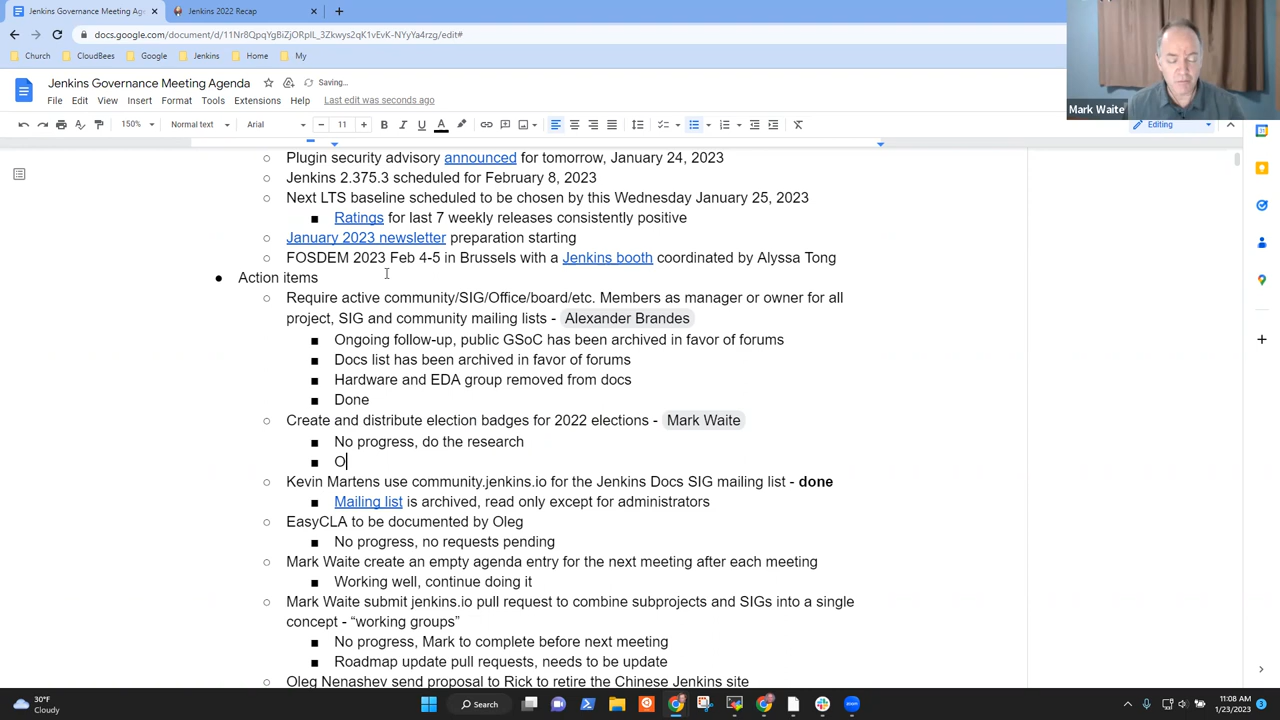 Jenkins Governance Meeting Age
Jenkins 2022 Recap
docs.google.com/document/d/11Nr8QpqYgBiZjORpIL_3Zkwys2qK1vEvK-NYyYa4rzg/edit#
Church
CloudBees
Google
Jenkins
Home
My
Jenkins Governance Meeting Agenda
Saving...
File Edit View Insert Format Tools Extensions Help Last edit was seconds ago
150% Normal text Arial 11 Editing
Mark Waite
Plugin security advisory announced for tomorrow, January 24, 2023
Jenkins 2.375.3 scheduled for February 8, 2023
Next LTS baseline scheduled to be chosen by this Wednesday January 25, 2023
Ratings for last 7 weekly releases consistently positive
January 2023 newsletter preparation starting
FOSDEM 2023 Feb 4-5 in Brussels with a Jenkins booth coordinated by Alyssa Tong
Action items
Require active community/SIG/Office/board/etc. Members as manager or owner for all
project, SIG and community mailing lists - Alexander Brandes
Ongoing follow-up, public GSoC has been archived in favor of forums
Docs list has been archived in favor of forums
Hardware and EDA group removed from docs
Done
Create and distribute election badges for 2022 elections - Mark Waite
No progress, do the research
O
Kevin Martens use community.jenkins.io for the Jenkins Docs SIG mailing list - done
Mailing list is archived, read only except for administrators
EasyCLA to be documented by Oleg
No progress, no requests pending
Mark Waite create an empty agenda entry for the next meeting after each meeting
Working well, continue doing it
Mark Waite submit jenkins.io pull request to combine subprojects and SIGs into a single
concept - “working groups”
No progress, Mark to complete before next meeting
Roadmap update pull requests, needs to be update
Oleg Nenashev send proposal to Rick to retire the Chinese Jenkins site
30°F
Cloudy
Search
11:08 AM
1/23/2023